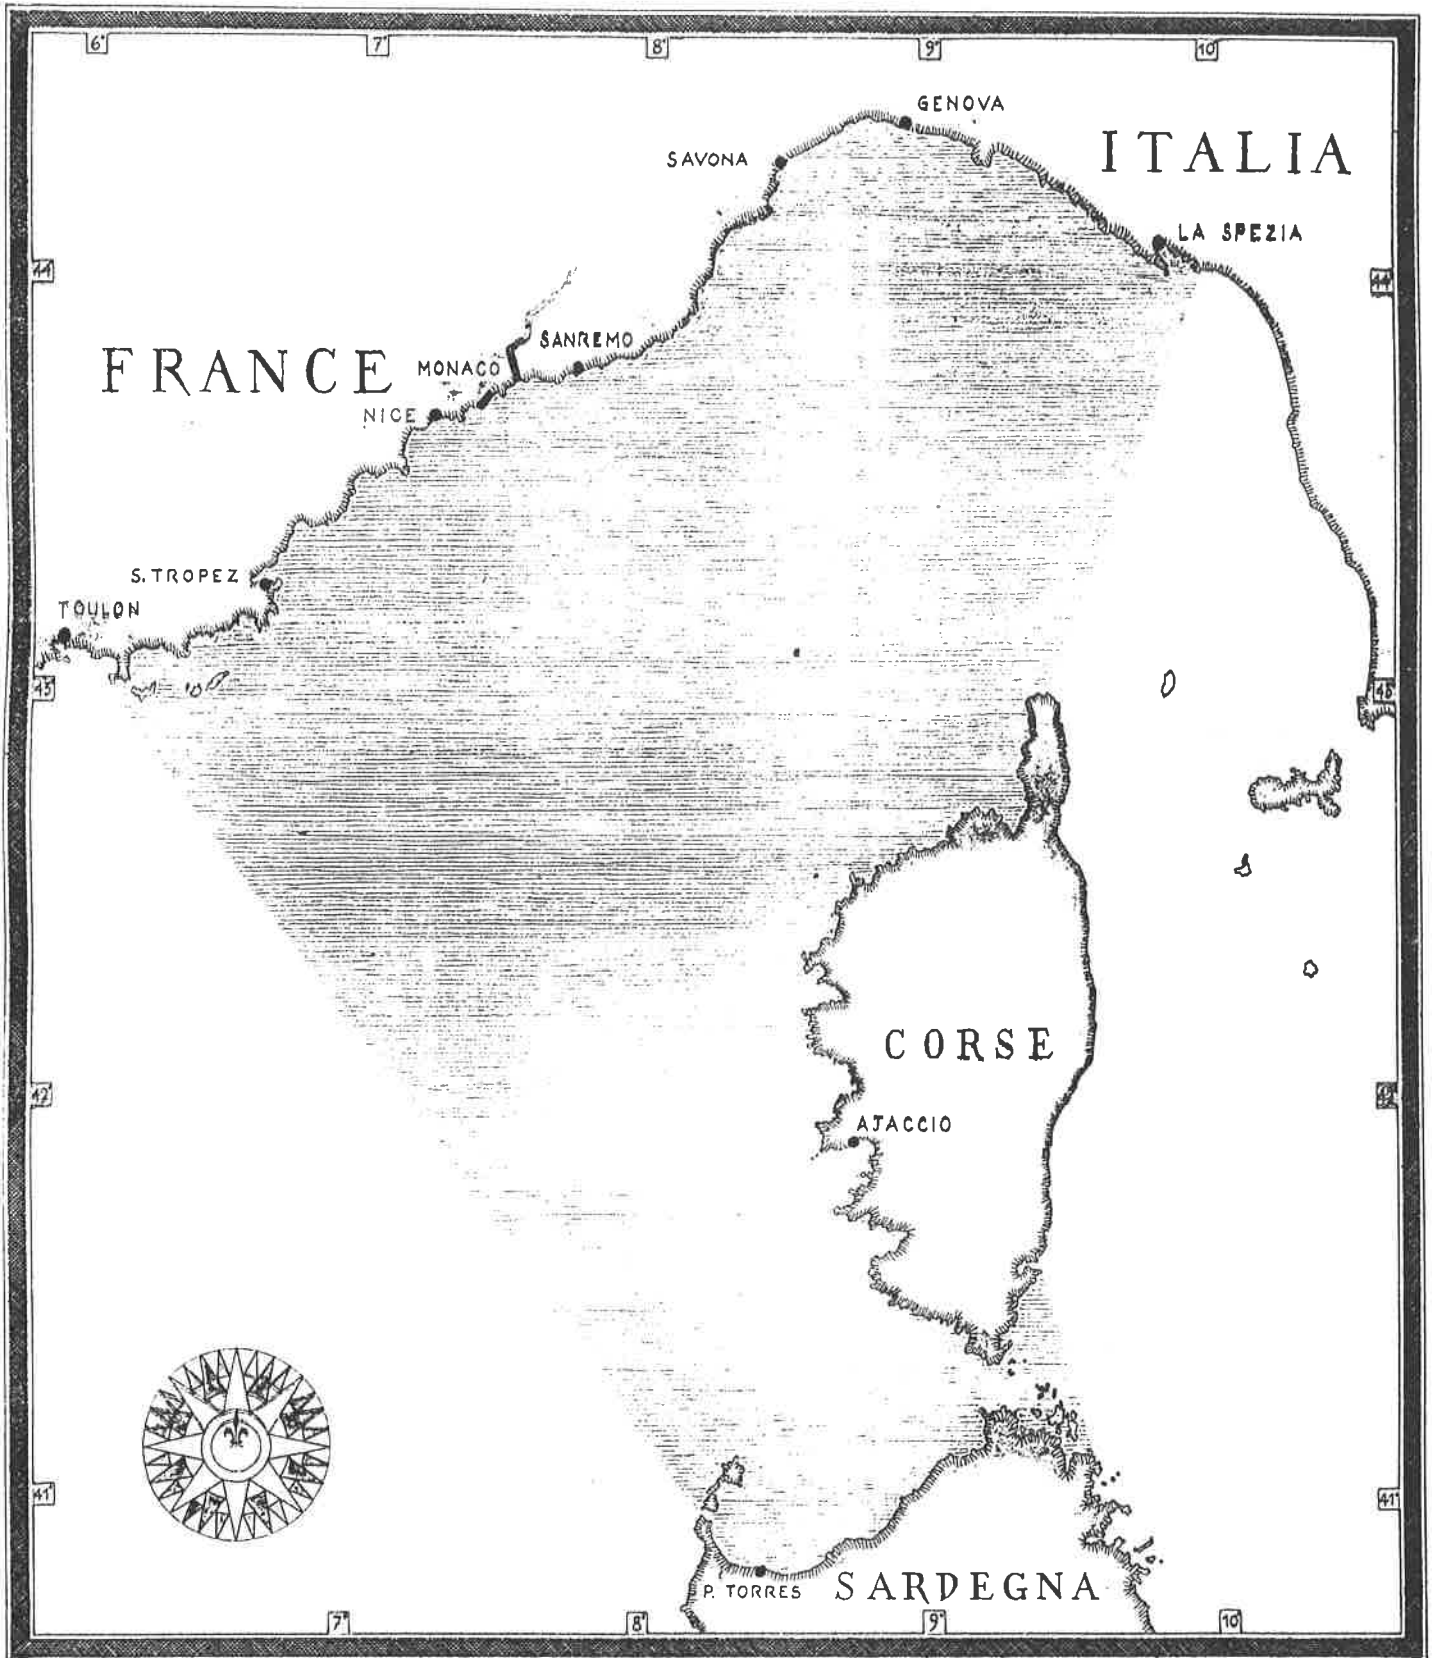 6° 7° 8° 9° 10°
GENOVA
ITALIA
SAVONA
LA SPEZIA
44 44
SANREMO
FRANCE
MONACO
NICE
S. TROPEZ
TOULON
43 43
CORSE
42 42
AJACCIO
41° 41°
P. TORRES
SARDEGNA
7° 8° 9° 10°